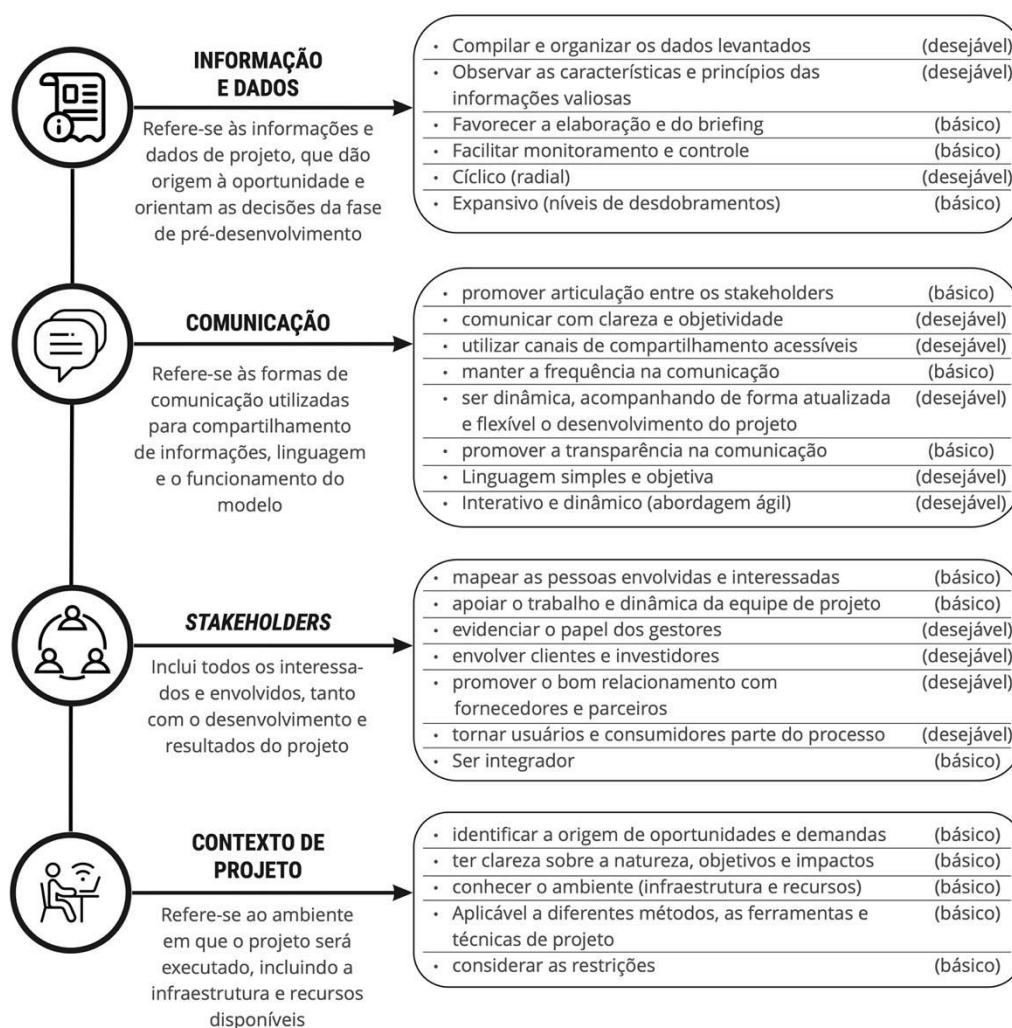 INFORMAÇÃO
E DADOS
Refere-se às informações e
dados de projeto, que dão
origem à oportunidade e
orientam as decisões da fase
de pré-desenvolvimento
• Compilar e organizar os dados levantados (desejável)
• Observar as características e princípios das (desejável)
informações valiosas
• Favorecer a elaboração e do briefing (básico)
• Facilitar monitoramento e controle (básico)
• Cíclico (radial) (desejável)
• Expansivo (níveis de desdobramentos) (básico)
COMUNICAÇÃO
Refere-se às formas de
comunicação utilizadas
para compartilhamento
de informações, linguagem
e o funcionamento do
modelo
• promover articulação entre os stakeholders (básico)
• comunicar com clareza e objetividade (desejável)
• utilizar canais de compartilhamento acessíveis (desejável)
• manter a frequência na comunicação (básico)
• ser dinâmica, acompanhando de forma atualizada (desejável)
e flexível o desenvolvimento do projeto
• promover a transparência na comunicação (básico)
• Linguagem simples e objetiva (desejável)
• Interativo e dinâmico (abordagem ágil) (desejável)
STAKEHOLDERS
Inclui todos os interessa-
dos e envolvidos, tanto
com o desenvolvimento e
resultados do projeto
• mapear as pessoas envolvidas e interessadas (básico)
• apoiar o trabalho e dinâmica da equipe de projeto (básico)
• evidenciar o papel dos gestores (desejável)
• envolver clientes e investidores (desejável)
• promover o bom relacionamento com (desejável)
fornecedores e parceiros
• tornar usuários e consumidores parte do processo (desejável)
• Ser integrador (básico)
CONTEXTO DE
PROJETO
Refere-se ao ambiente
em que o projeto será
executado, incluindo a
infraestrutura e recursos
disponíveis
• identificar a origem de oportunidades e demandas (básico)
• ter clareza sobre a natureza, objetivos e impactos (básico)
• conhecer o ambiente (infraestrutura e recursos) (básico)
• Aplicável a diferentes métodos, as ferramentas e (básico)
técnicas de projeto
• considerar as restrições (básico)